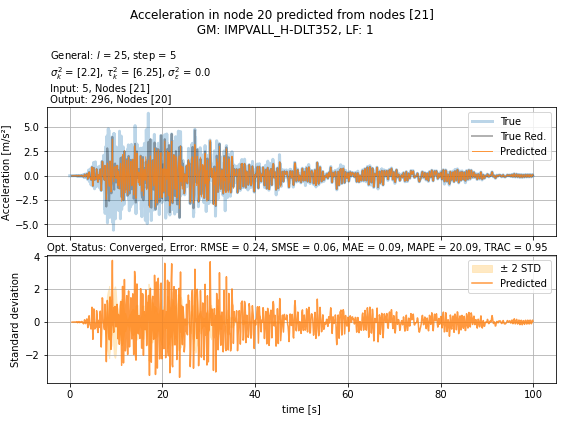 Acceleration in node 20 predicted from nodes [21]
GM: IMPVALL_H-DLT352, LF: 1
General: l = 25, step = 5
σ²ₖ = [2.2], τ²ₖ = [6.25], σ²ε = 0.0
Input: 5, Nodes [21]
Output: 296, Nodes [20]
Acceleration [m/s²]
5.0
2.5
0.0
−2.5
−5.0
True
True Red.
Predicted
Opt. Status: Converged, Error: RMSE = 0.24, SMSE = 0.06, MAE = 0.09, MAPE = 20.09, TRAC = 0.95
Standard deviation
4
2
0
−2
± 2 STD
Predicted
0 20 40 60 80 100
time [s]